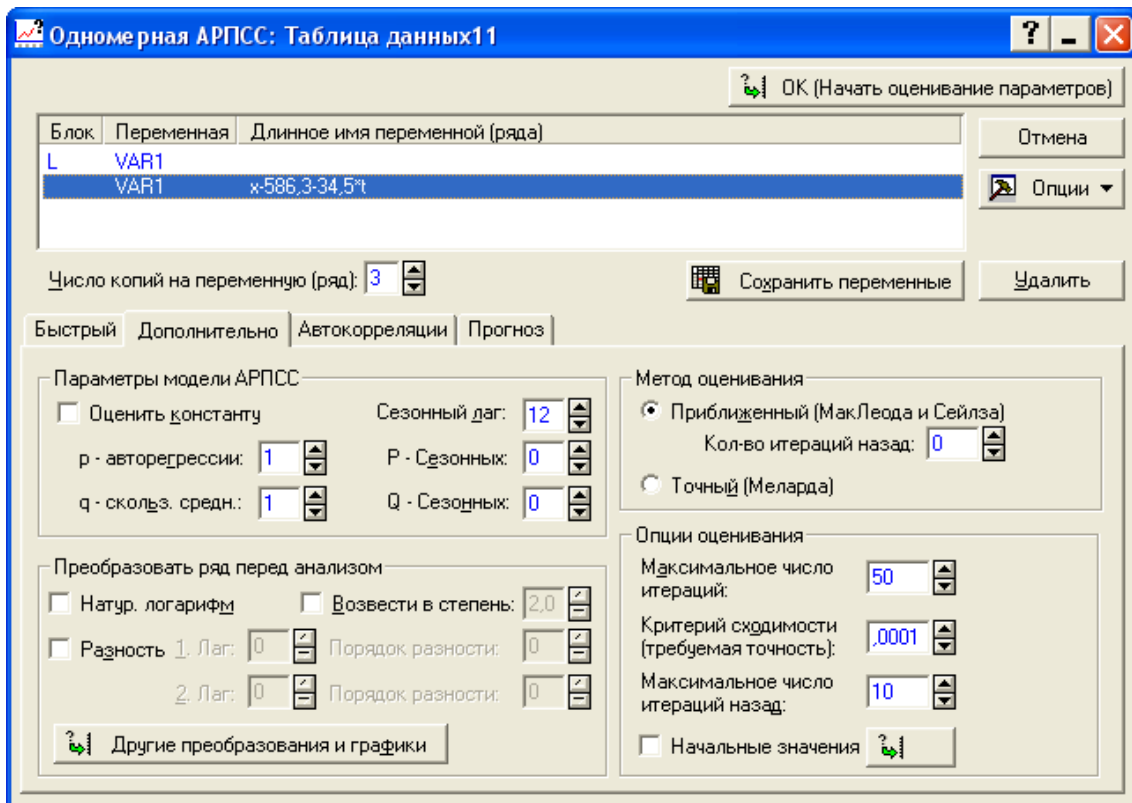 Одномерная АРПСС: Таблица данных11
OK (Начать оценивание параметров)
Блок Переменная Длинное имя переменной (ряда)
L VAR1
VAR1 x-586,3-34,5*t
Отмена
Опции
Число копий на переменную (ряд): 3
Сохранить переменные
Удалить
Быстрый Дополнительно Автокорреляции Прогноз
Параметры модели АРПСС
Оценить константу Сезонный лаг: 12
p - авторегрессии: 1 P - Сезонных: 0
q - скольз. средн.: 1 Q - Сезонных: 0
Преобразовать ряд перед анализом
Натур. логарифм Возвести в степень: 2,0
Разность 1. Лаг: 0 Порядок разности: 0
2. Лаг: 0 Порядок разности: 0
Другие преобразования и графики
Метод оценивания
Приближенный (МакЛеода и Сейлза)
Кол-во итераций назад: 0
Точный (Меларда)
Опции оценивания
Максимальное число
итераций: 50
Критерий сходимости
(требуемая точность): ,0001
Максимальное число
итераций назад: 10
Начальные значения